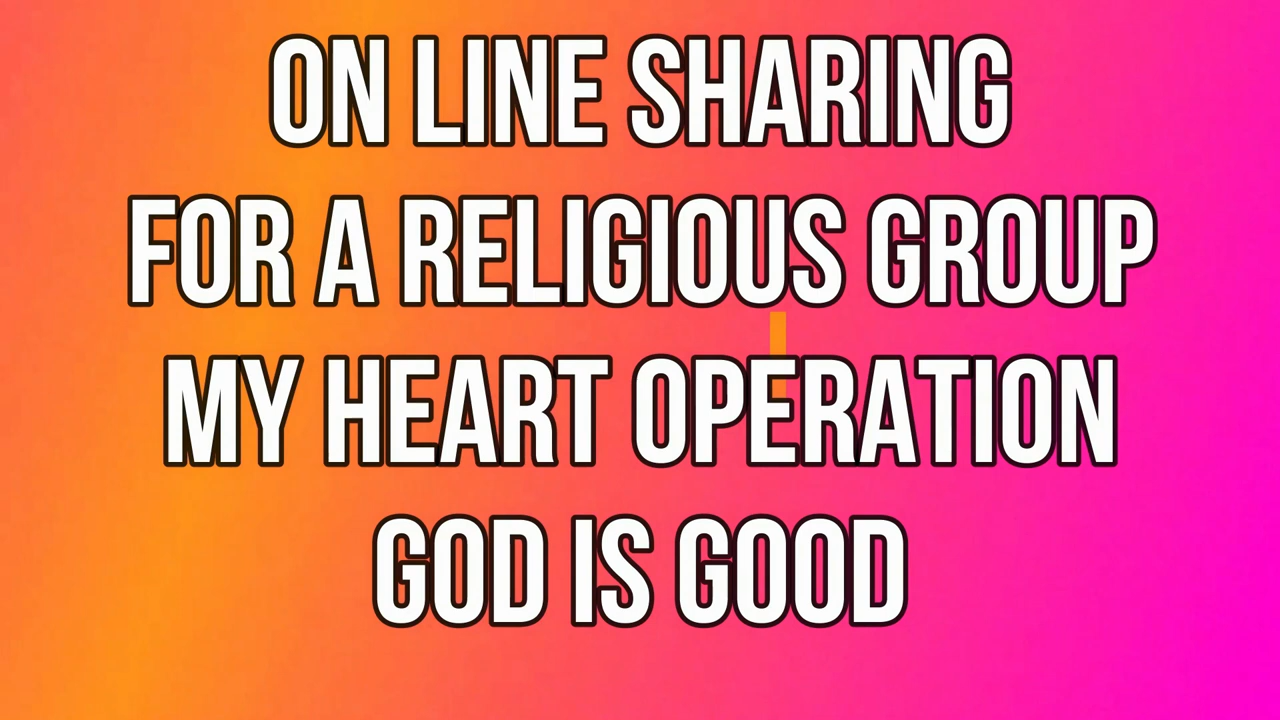 ON LINE SHARING
FOR A RELIGIOUS GROUP
MY HEART OPERATION
GOD IS GOOD